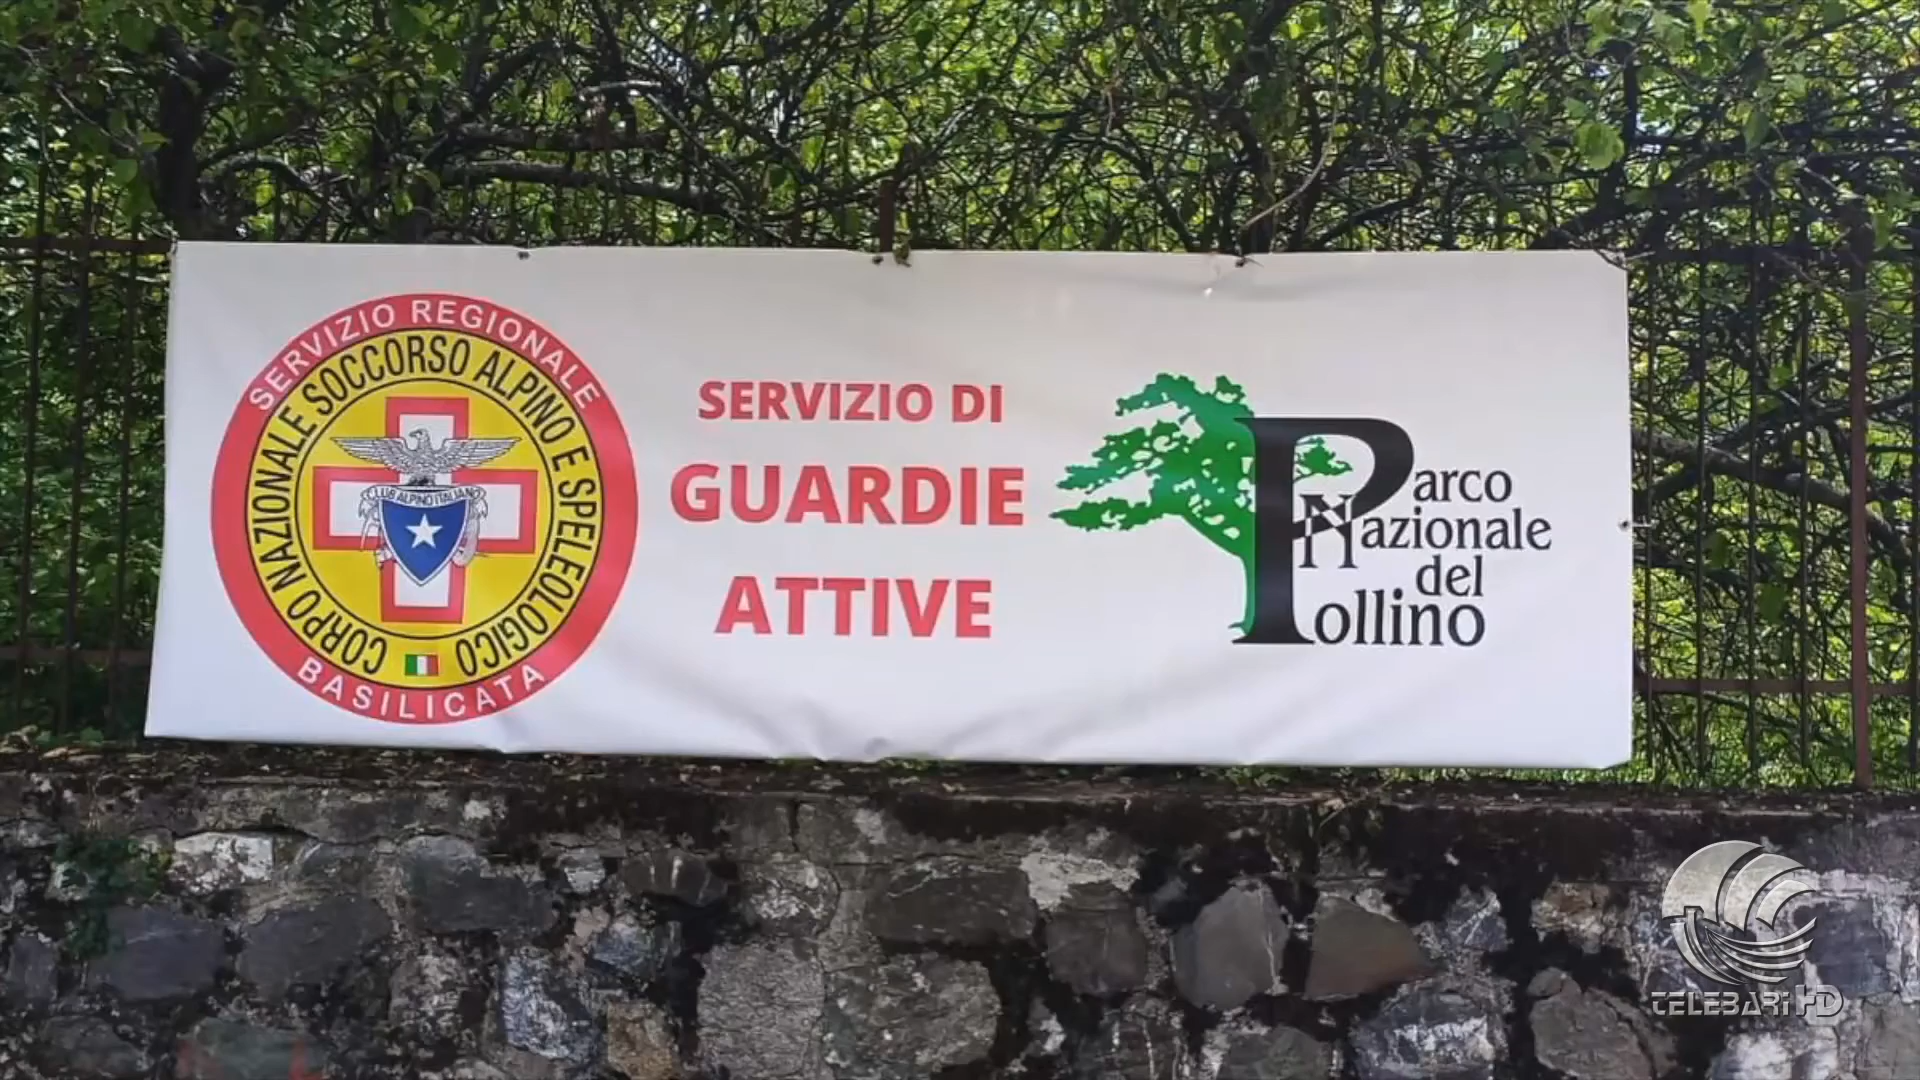 SERVIZIO REGIONALE
CORPO NAZIONALE SOCCORSO ALPINO E SPELEOLOGICO
CLUB ALPINO ITALIANO
BASILICATA
SERVIZIO DI
GUARDIE
ATTIVE
Parco
Nazionale
del
Pollino
TELEBARI HD